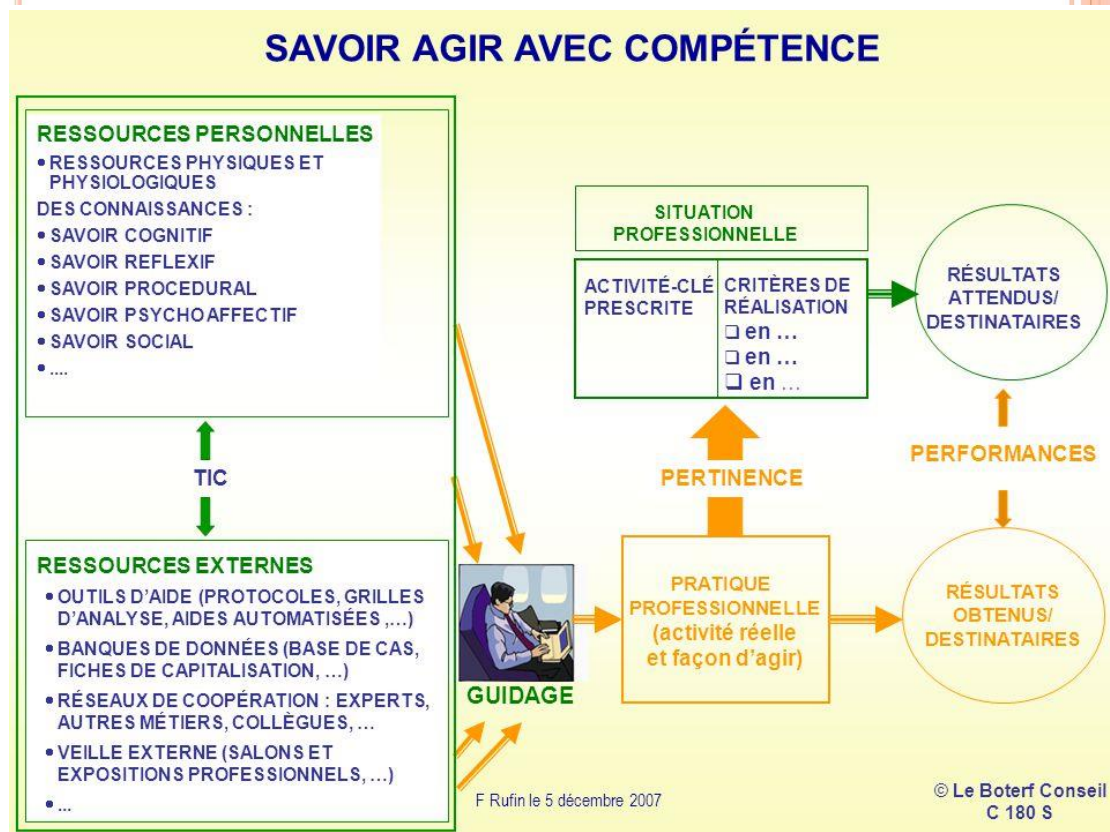 SAVOIR AGIR AVEC COMPÉTENCE
RESSOURCES PERSONNELLES
• RESSOURCES PHYSIQUES ET
PHYSIOLOGIQUES
DES CONNAISSANCES :
• SAVOIR COGNITIF
• SAVOIR REFLEXIF
• SAVOIR PROCEDURAL
• SAVOIR PSYCHOAFFECTIF
• SAVOIR SOCIAL
• ....
TIC
RESSOURCES EXTERNES
• OUTILS D'AIDE (PROTOCOLES, GRILLES
D'ANALYSE, AIDES AUTOMATISÉES ,...)
• BANQUES DE DONNÉES (BASE DE CAS,
FICHES DE CAPITALISATION, ...)
• RÉSEAUX DE COOPÉRATION : EXPERTS,
AUTRES MÉTIERS, COLLÈGUES, ...
• VEILLE EXTERNE (SALONS ET
EXPOSITIONS PROFESSIONNELS, ...)
• ...
GUIDAGE
SITUATION
PROFESSIONNELLE
ACTIVITÉ-CLÉ
PRESCRITE
CRITÈRES DE
RÉALISATION
❑ en ...
❑ en ...
❑ en ...
RÉSULTATS
ATTENDUS/
DESTINATAIRES
PERTINENCE
PERFORMANCES
PRATIQUE
PROFESSIONNELLE
(activité réelle
et façon d'agir)
RÉSULTATS
OBTENUS/
DESTINATAIRES
F Rufin le 5 décembre 2007
© Le Boterf Conseil
C 180 S